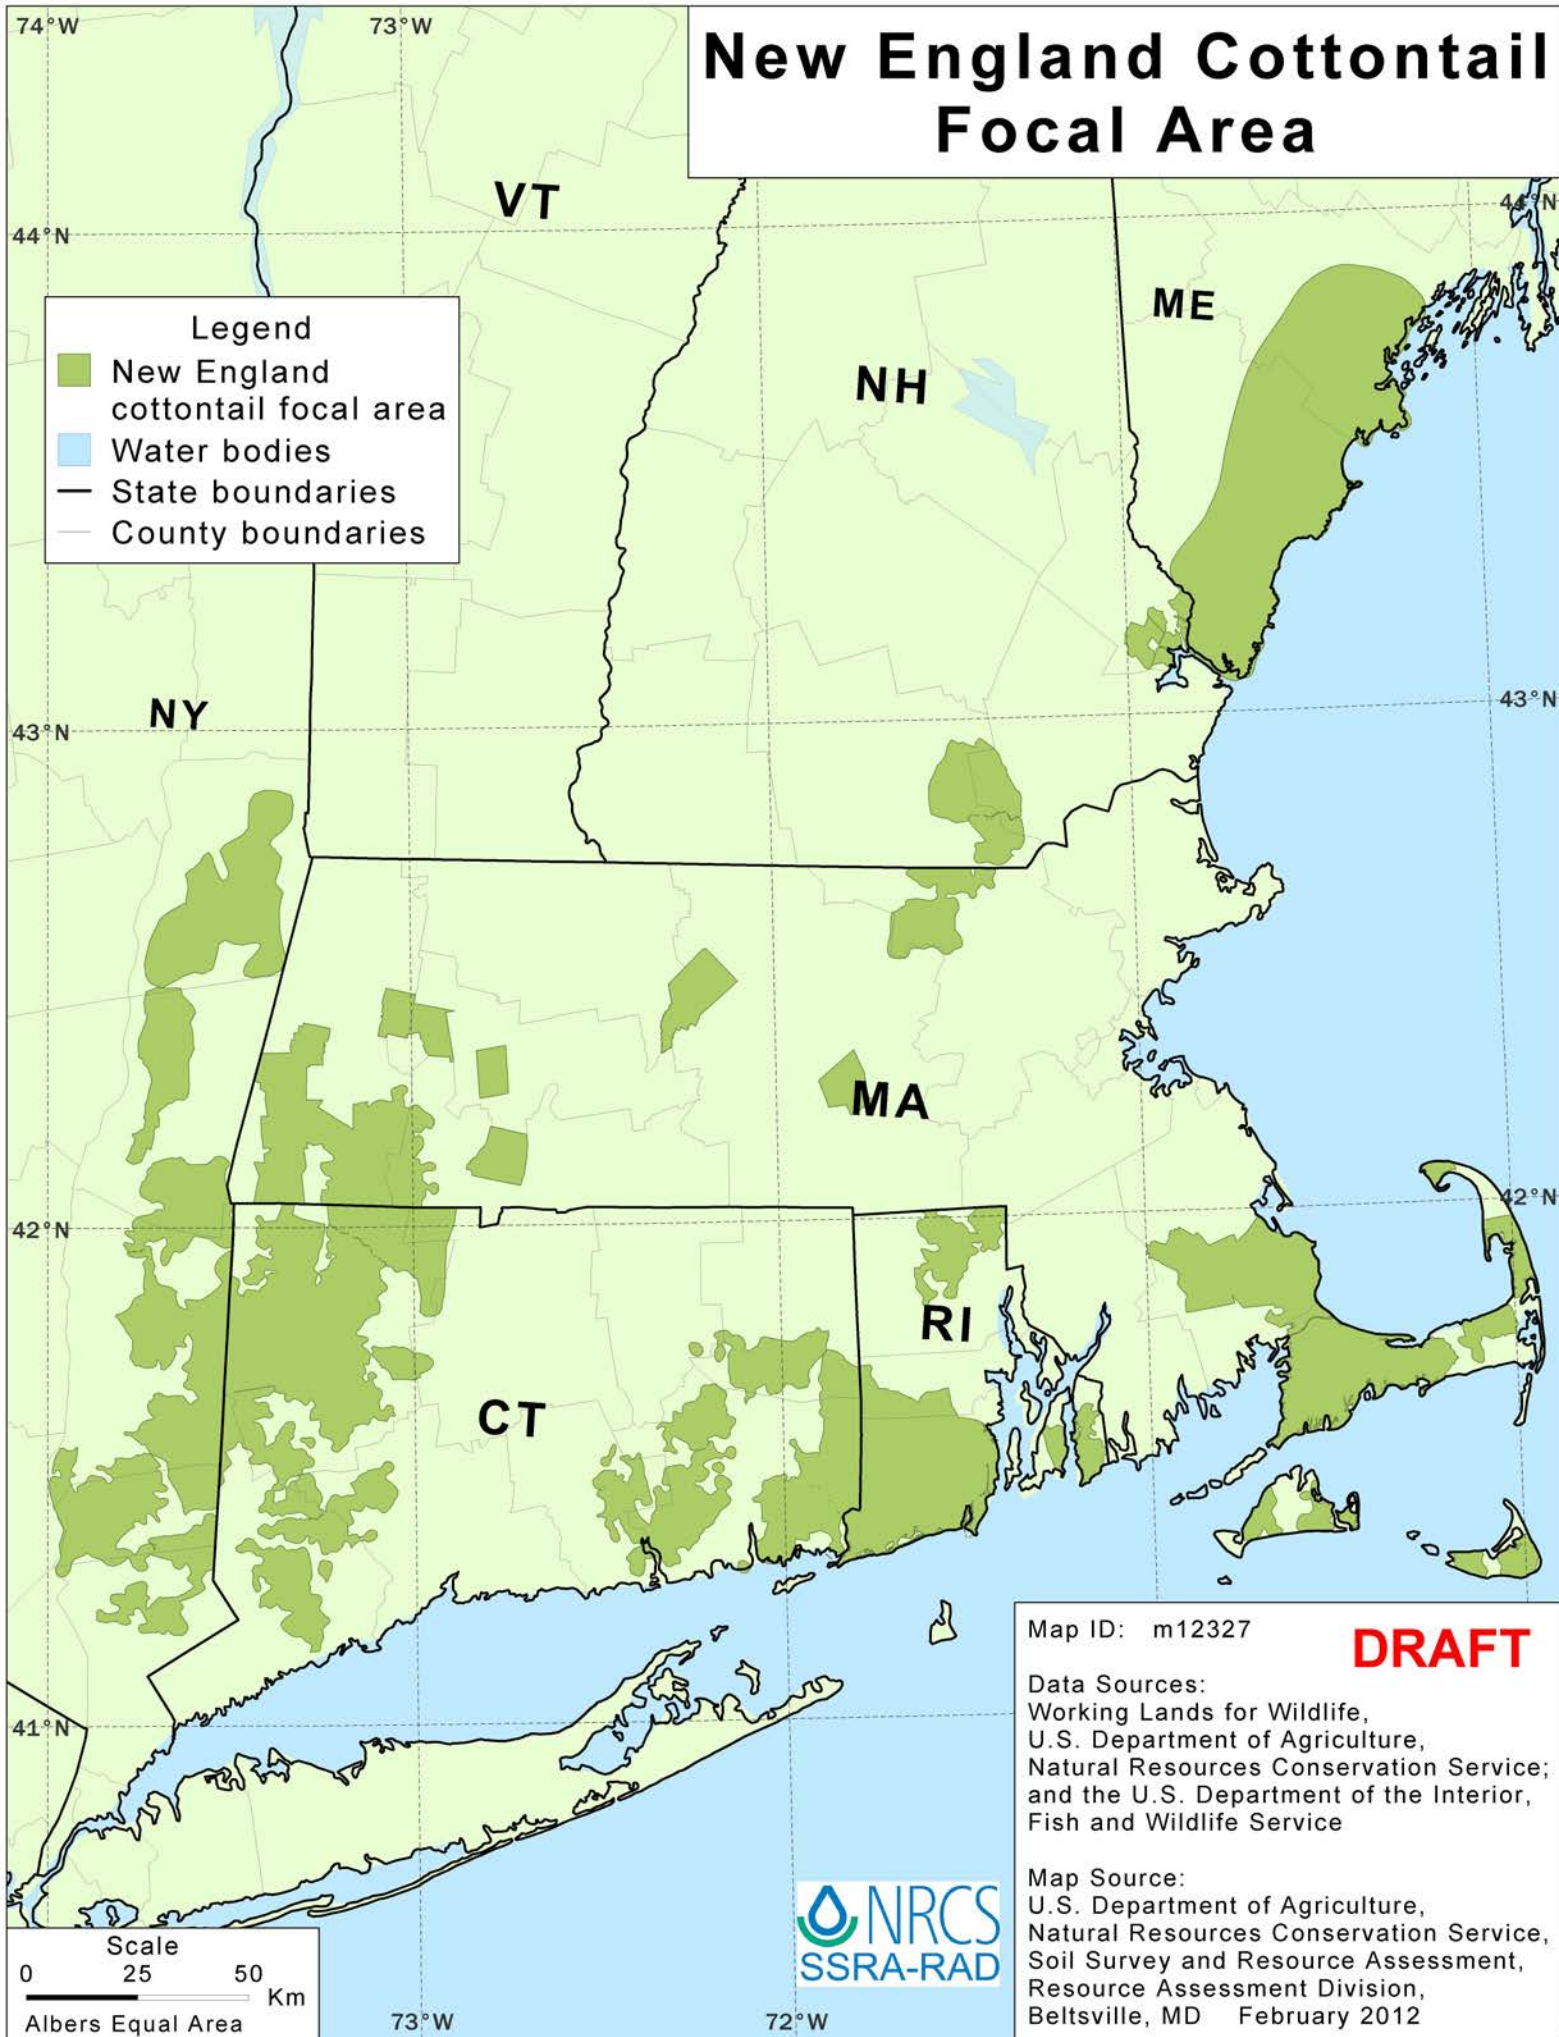 74°W
73°W
New England Cottontail
Focal Area
VT
44°N
44°N
ME
Legend
New England
cottontail focal area
Water bodies
State boundaries
County boundaries
NH
NY
43°N
43°N
MA
42°N
42°N
RI
CT
41°N
Map ID: m12327
DRAFT
Data Sources:
Working Lands for Wildlife,
U.S. Department of Agriculture,
Natural Resources Conservation Service;
and the U.S. Department of the Interior,
Fish and Wildlife Service
Map Source:
U.S. Department of Agriculture,
Natural Resources Conservation Service,
Soil Survey and Resource Assessment,
Resource Assessment Division,
Beltsville, MD February 2012
NRCS
SSRA-RAD
Scale
0 25 50
Km
Albers Equal Area
73°W
72°W